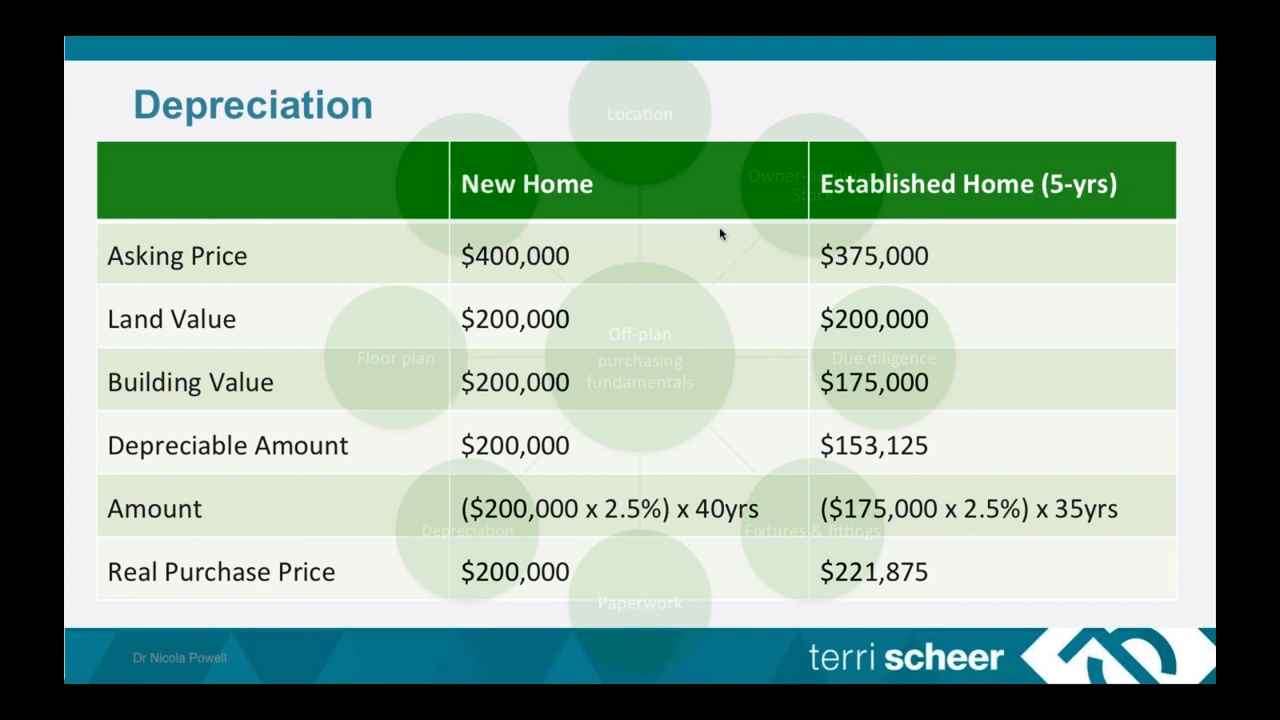 Depreciation
Location
New Home
Established Home (5-yrs)
Asking Price
$400,000
$375,000
Land Value
$200,000
$200,000
Off-plan
purchasing
fundamentals
Floor plan
Due diligence
Building Value
$200,000
$175,000
Depreciable Amount
$200,000
$153,125
Amount
($200,000 x 2.5%) x 40yrs
($175,000 x 2.5%) x 35yrs
Depreciation
Fixtures & fittings
Real Purchase Price
$200,000
$221,875
Paperwork
Dr Nicola Powell
terri scheer